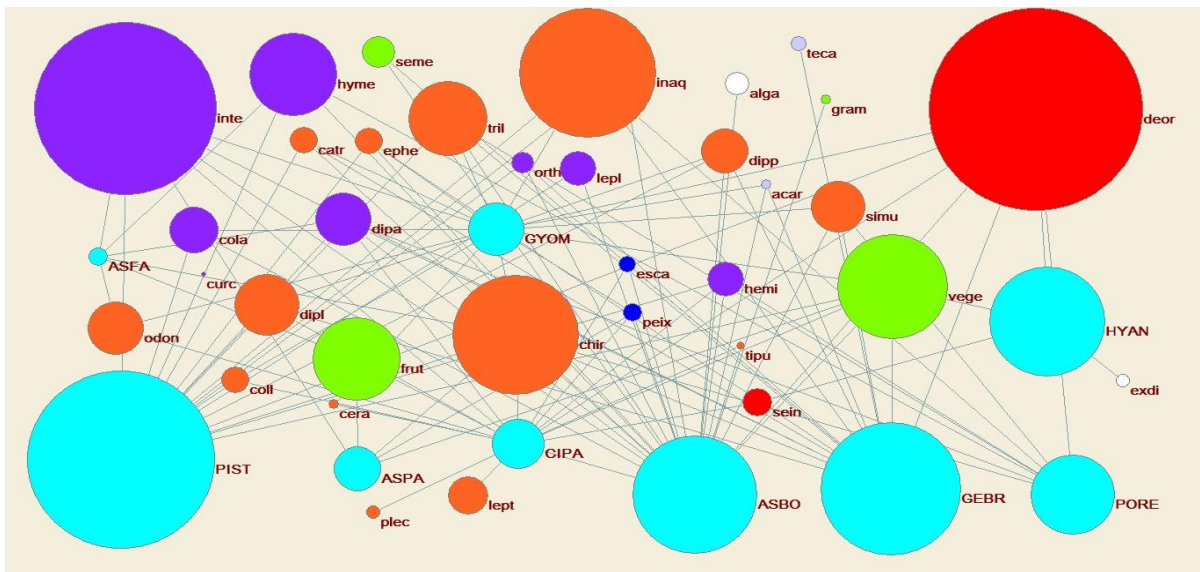 teca
seme
hyme
inaq
alga
gram
inte
deor
tril
catr
ephe
dipp
orth
lepl
acar
simu
cola
dipa
GYOM
ASFA
curc
esca
hemi
vege
dipl
peix
HYAN
odon
chir
tipu
frut
coll
exdi
cera
sein
PIST
ASPA
CIPA
lept
ASBO
GEBR
PORE
plec